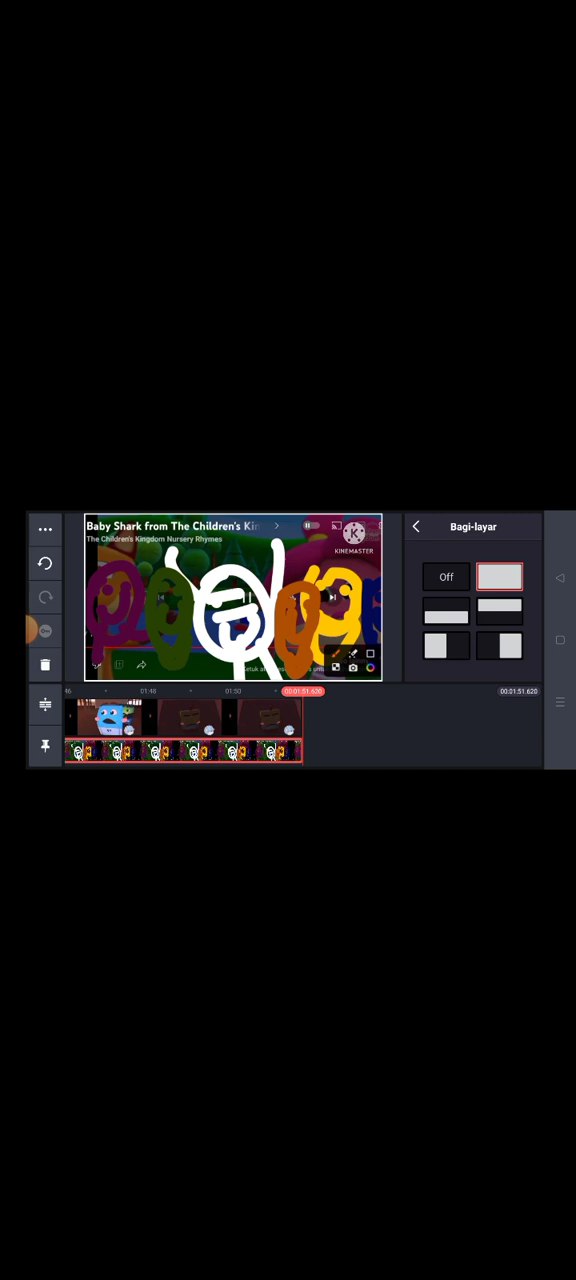 Baby Shark from The Children's Kin
The Children's Kingdom Nursery Rhymes
KINEMASTER
Bagi-layar
Off
46
01:48
01:50
00:01:51.620
00:01:51.620